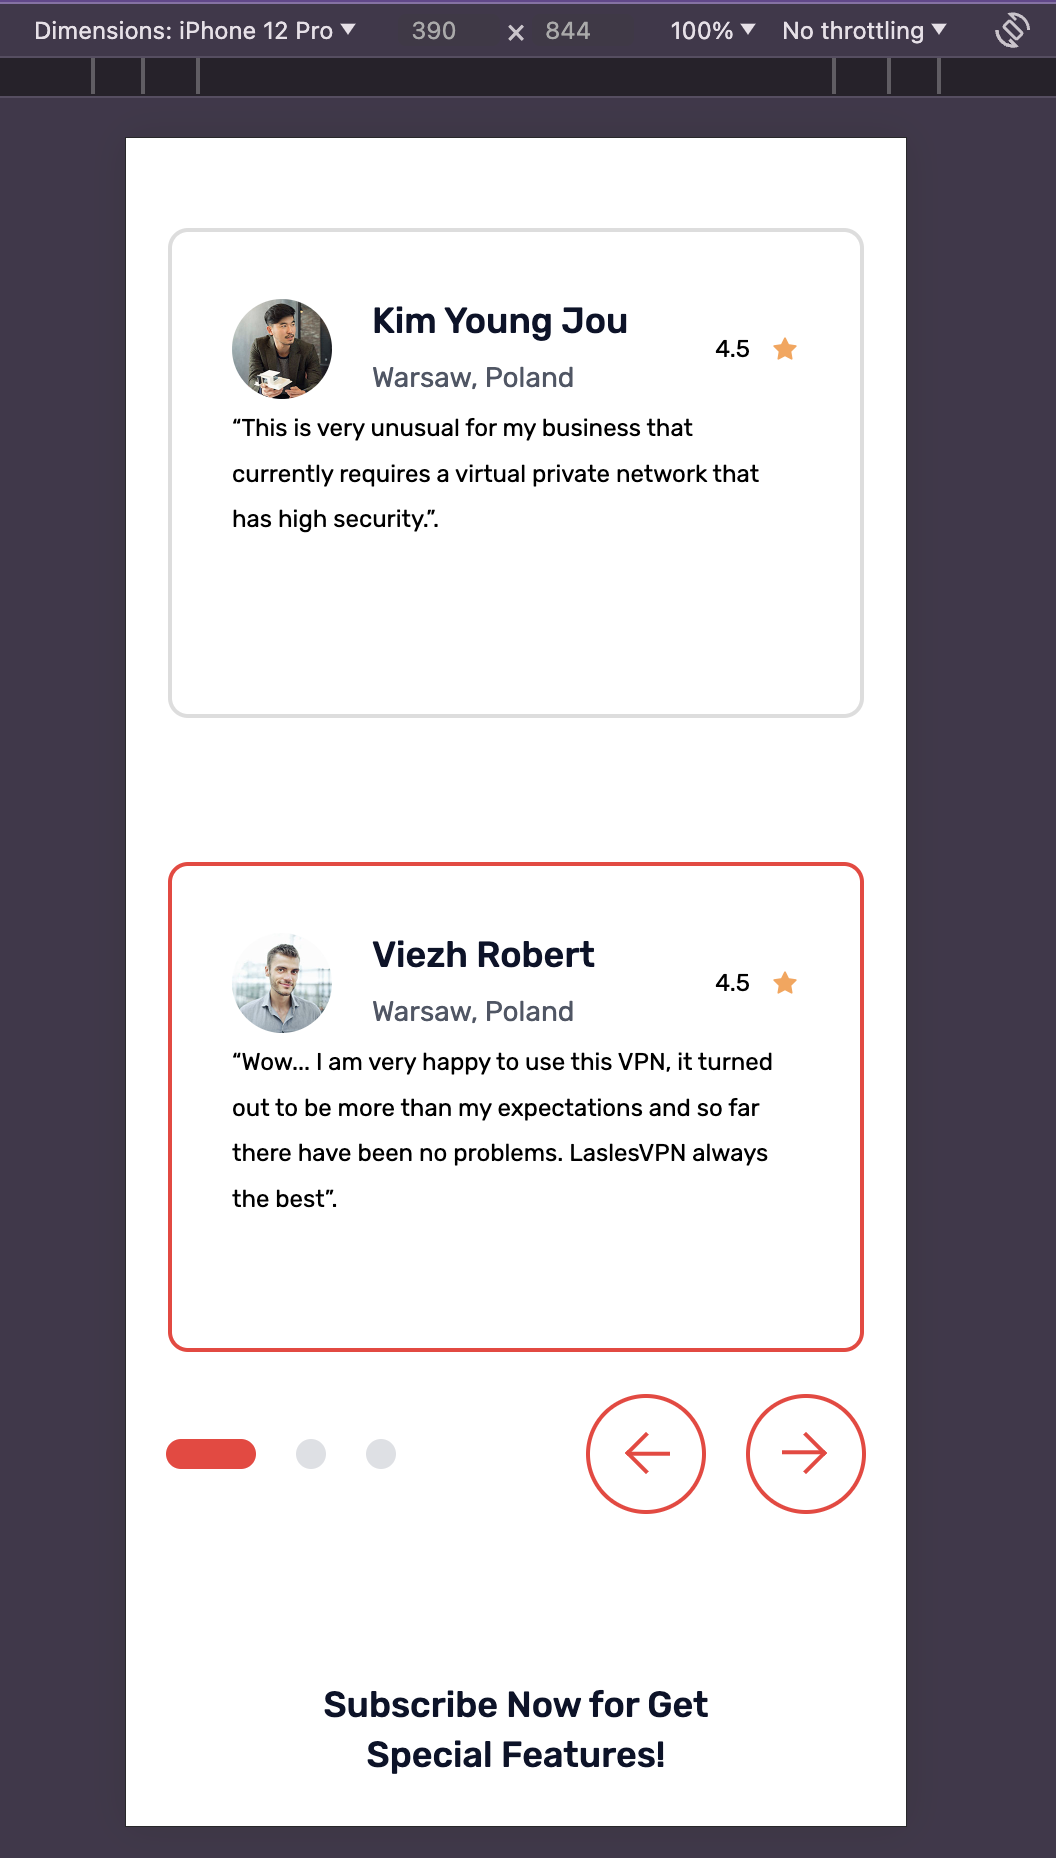 Dimensions: iPhone 12 Pro ▼ 390 × 844 100% ▼ No throttling ▼
Kim Young Jou
4.5
Warsaw, Poland
“This is very unusual for my business that
currently requires a virtual private network that
has high security.”.
Viezh Robert
4.5
Warsaw, Poland
“Wow... I am very happy to use this VPN, it turned
out to be more than my expectations and so far
there have been no problems. LaslesVPN always
the best”.
Subscribe Now for Get
Special Features!